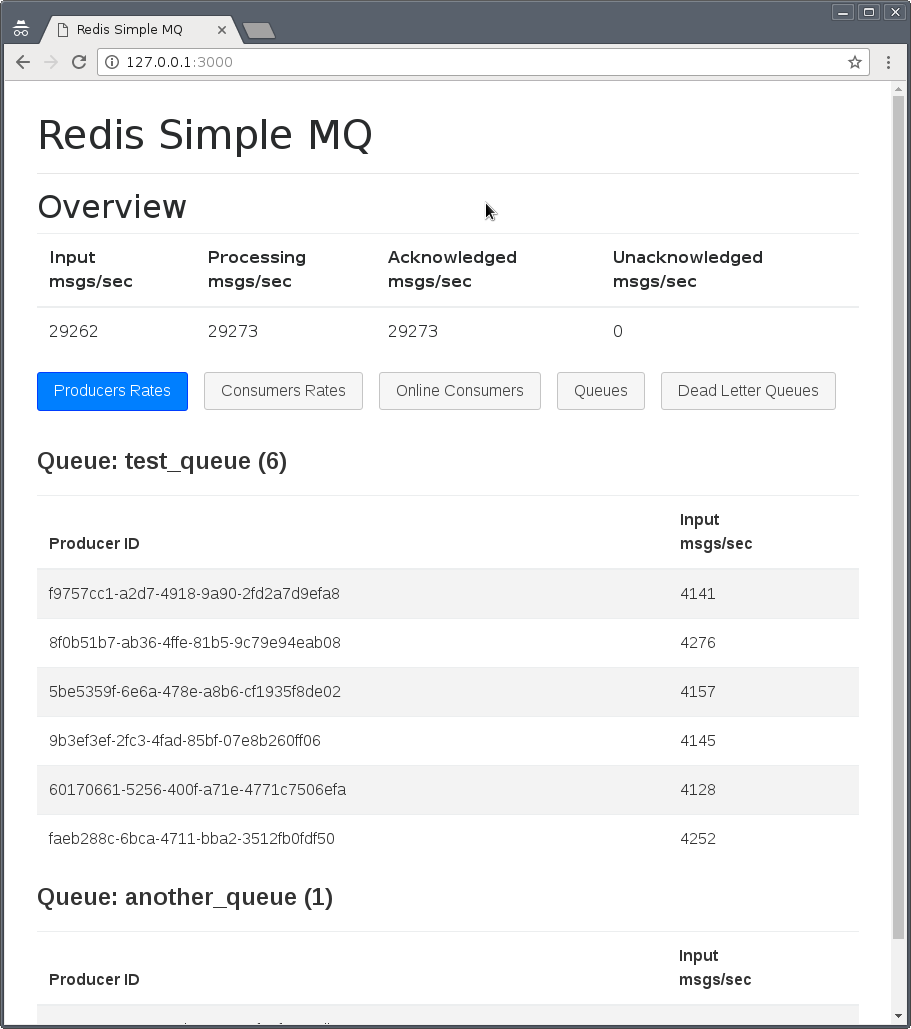 Redis Simple MQ
127.0.0.1:3000
Redis Simple MQ
Overview
Input msgs/sec Processing msgs/sec Acknowledged msgs/sec Unacknowledged msgs/sec
29262 29273 29273 0
Producers Rates Consumers Rates Online Consumers Queues Dead Letter Queues
Queue: test_queue (6)
Producer ID Input msgs/sec
f9757cc1-a2d7-4918-9a90-2fd2a7d9efa8 4141
8f0b51b7-ab36-4ffe-81b5-9c79e94eab08 4276
5be5359f-6e6a-478e-a8b6-cf1935f8de02 4157
9b3ef3ef-2fc3-4fad-85bf-07e8b260ff06 4145
60170661-5256-400f-a71e-4771c7506efa 4128
faeb288c-6bca-4711-bba2-3512fb0fdf50 4252
Queue: another_queue (1)
Producer ID Input msgs/sec